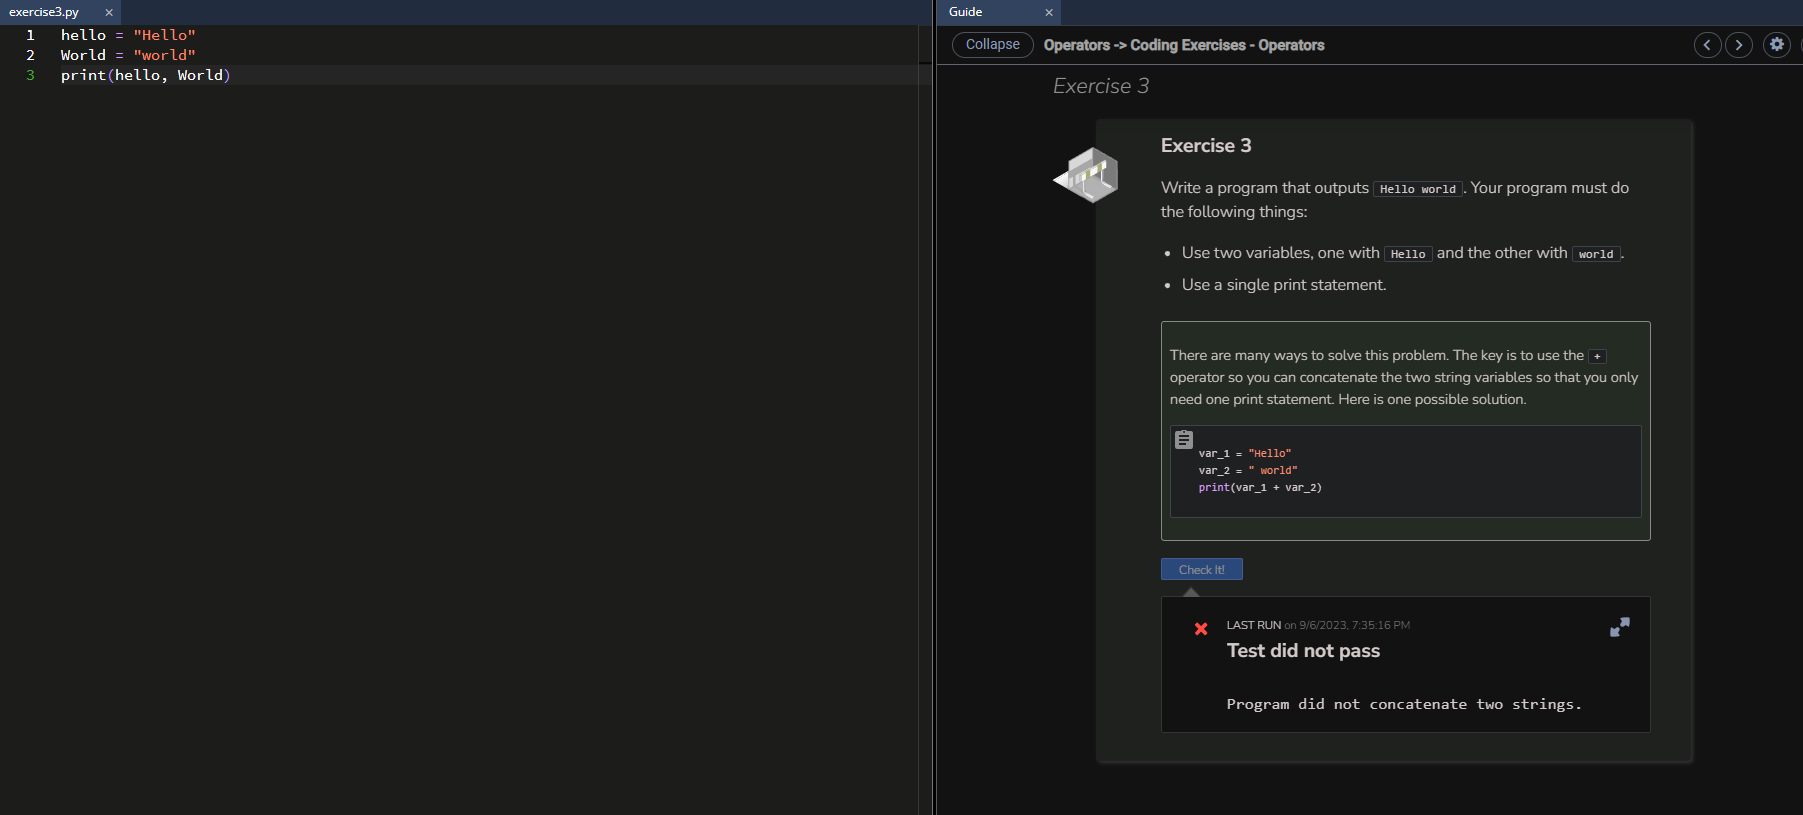 exercise3.py ×
1 hello = "Hello"
2 World = "world"
3 print(hello, World)
Guide ×
Collapse Operators -> Coding Exercises - Operators
Exercise 3
Exercise 3
Write a program that outputs Hello world. Your program must do
the following things:
• Use two variables, one with Hello and the other with world.
• Use a single print statement.
There are many ways to solve this problem. The key is to use the +
operator so you can concatenate the two string variables so that you only
need one print statement. Here is one possible solution.
var_1 = "Hello"
var_2 = " world"
print(var_1 + var_2)
Check It!
LAST RUN on 9/6/2023, 7:35:16 PM
Test did not pass
Program did not concatenate two strings.